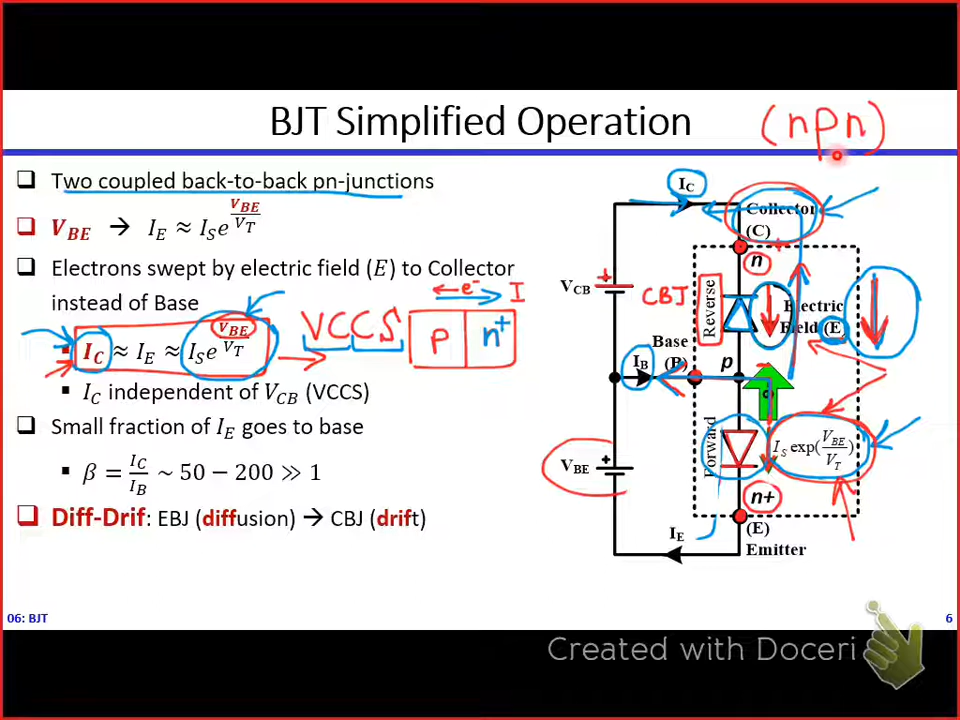 BJT Simplified Operation
(npn)
❑ Two coupled back-to-back pn-junctions
❑ V_BE → I_E ≈ I_S e^(V_BE/V_T)
❑ Electrons swept by electric field (E) to Collector
instead of Base
▪ I_C ≈ I_E ≈ I_S e^(V_BE/V_T)
VCCS
e⁻
I
P
n⁺
▪ I_C independent of V_CB (VCCS)
❑ Small fraction of I_E goes to base
▪ β = I_C/I_B ~ 50 − 200 ≫ 1
❑ Diff-Drif: EBJ (diffusion) → CBJ (drift)
I_C
Collector
(C)
n
V_CB
+
CBJ
Reverse
Electric
Field (E)
Base
(B)
I_B
p
Forward
I_S exp(V_BE/V_T)
V_BE
+
n+
I_E
(E)
Emitter
06: BJT
6
Created with Doceri